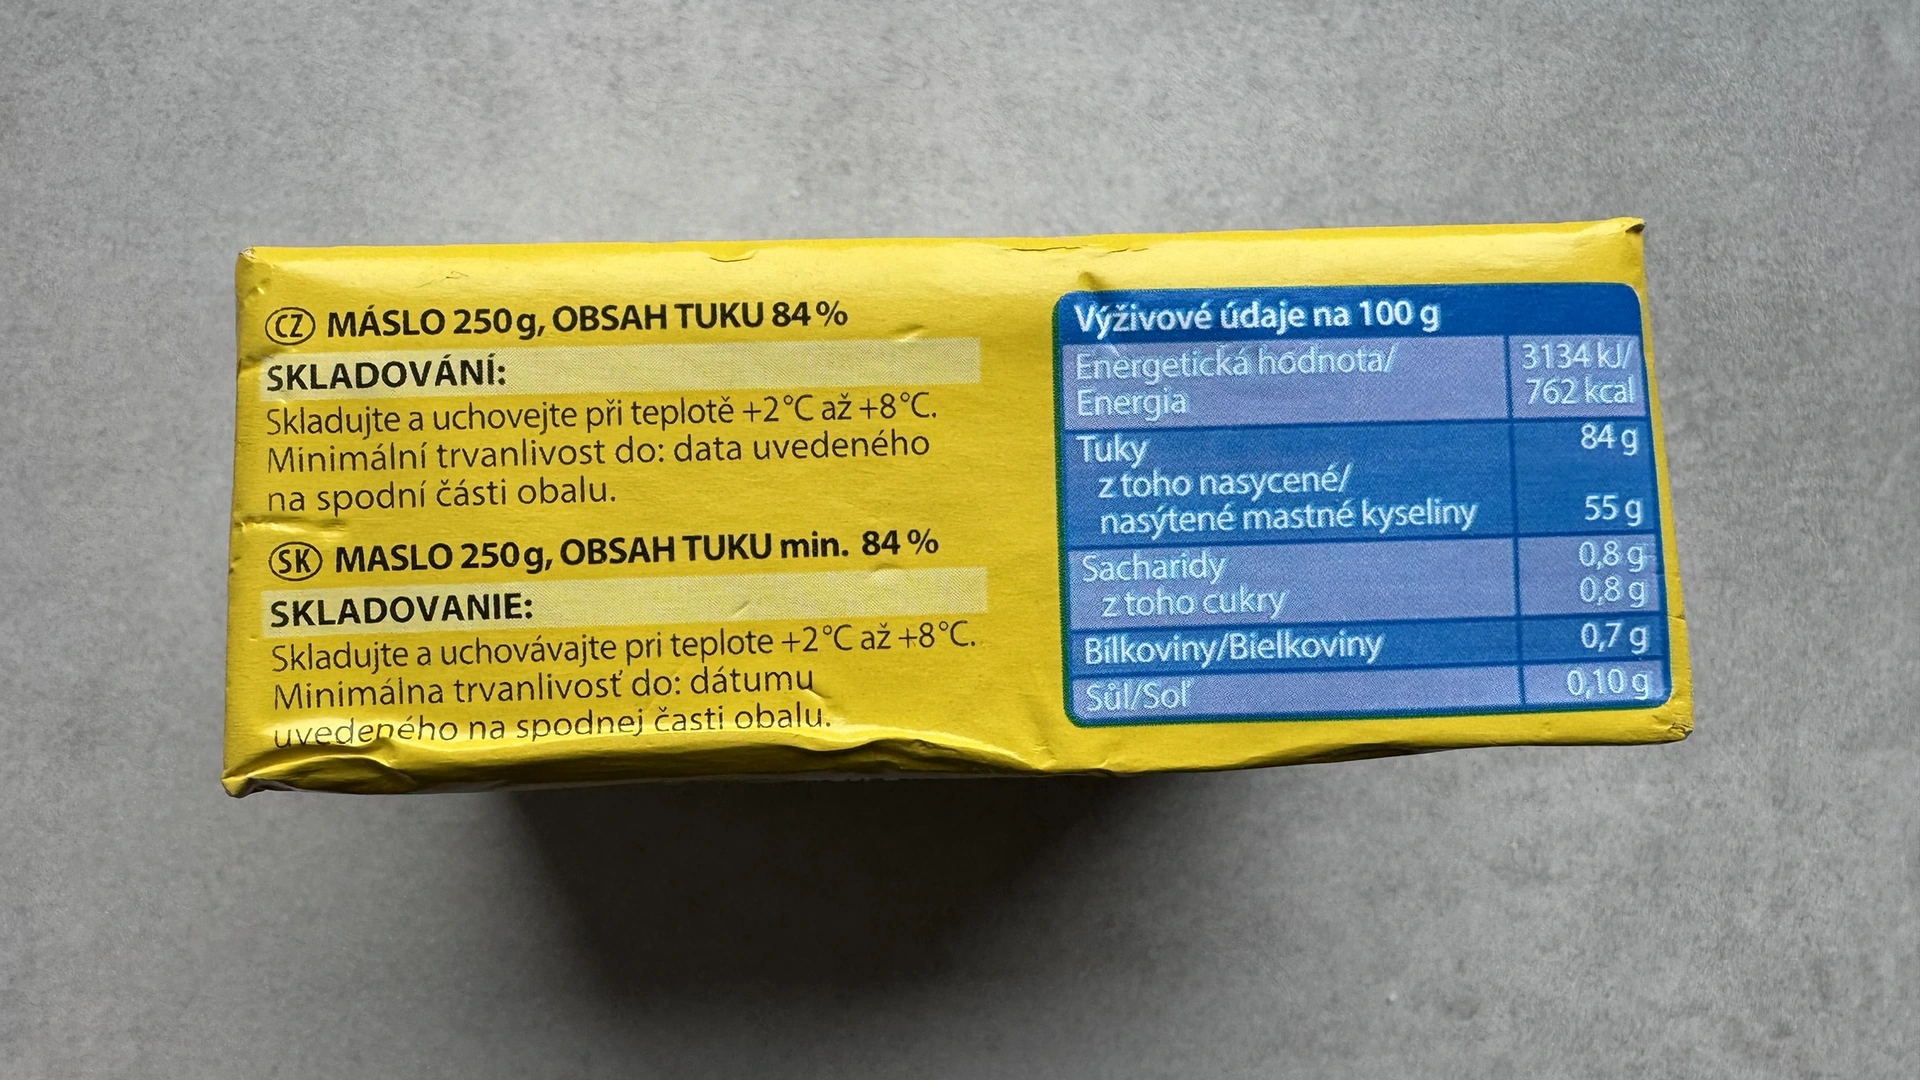 CZ MÁSLO 250g, OBSAH TUKU 84%
SKLADOVÁNÍ:
Skladujte a uchovejte při teplotě +2°C až +8°C.
Minimální trvanlivost do: data uvedeného
na spodní části obalu.
SK MASLO 250g, OBSAH TUKU min. 84%
SKLADOVANIE:
Skladujte a uchovávajte pri teplote +2°C až +8°C.
Minimálna trvanlivosť do: dátumu
uvedeného na spodnej časti obalu.
Výživové údaje na 100 g
Energetická hodnota/ 3134 kJ/
Energia 762 kcal
Tuky 84 g
z toho nasycené/
nasýtené mastné kyseliny 55 g
Sacharidy 0,8 g
z toho cukry 0,8 g
Bílkoviny/Bielkoviny 0,7 g
Sůl/Soľ 0,10 g